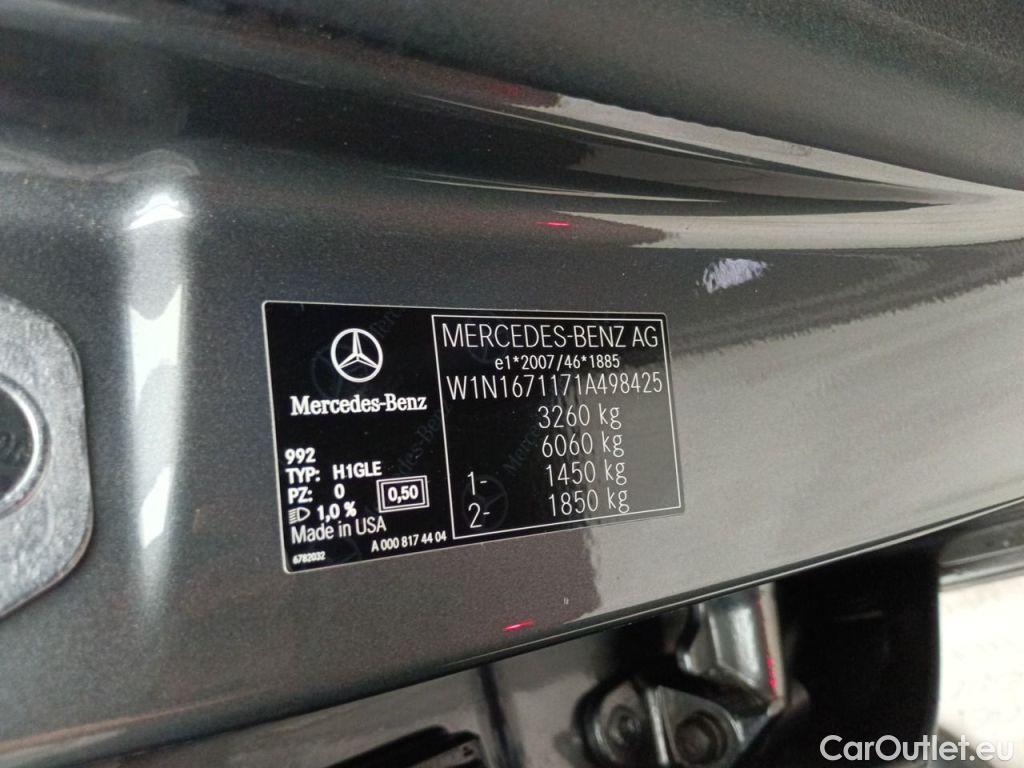 Mercedes-Benz
992
TYP: H1GLE
PZ: 0 0,50
1,0 %
Made in USA
6782032 A 000 817 44 04
MERCEDES-BENZ AG
e1*2007/46*1885
W1N1671171A498425
3260 kg
6060 kg
1- 1450 kg
2- 1850 kg
CarOutlet.eu